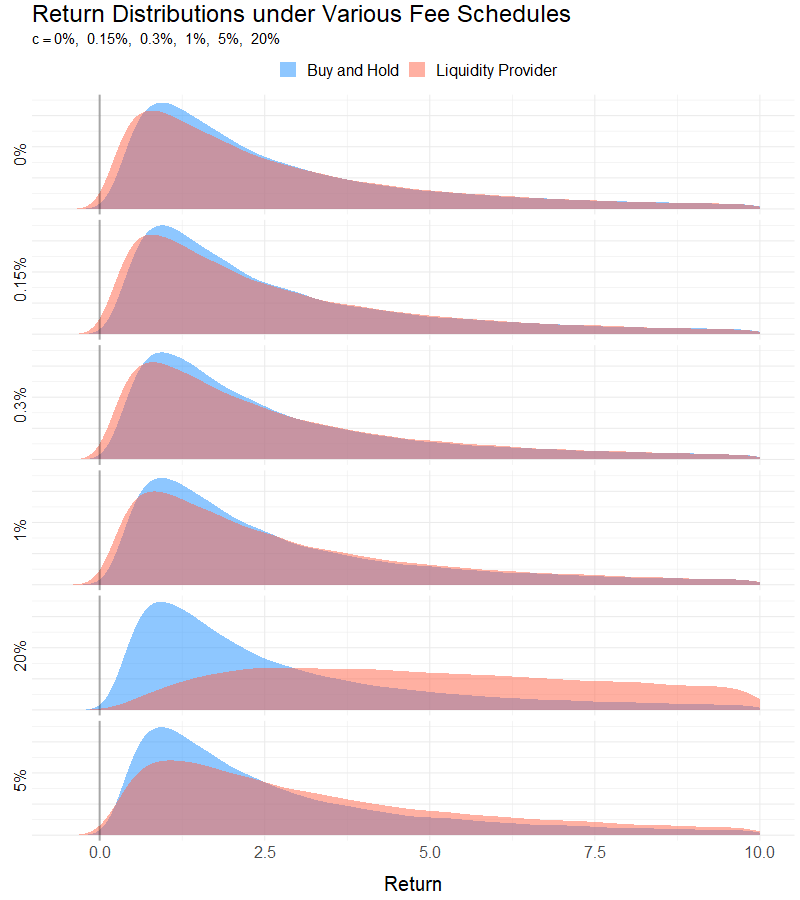 Return Distributions under Various Fee Schedules
c = 0%, 0.15%, 0.3%, 1%, 5%, 20%
Buy and Hold Liquidity Provider
0%
0.15%
0.3%
1%
20%
5%
0.0 2.5 5.0 7.5 10.0
Return